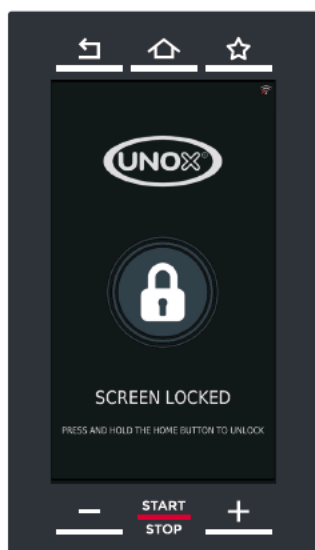 UNOX®
SCREEN LOCKED
PRESS AND HOLD THE HOME BUTTON TO UNLOCK
START
STOP